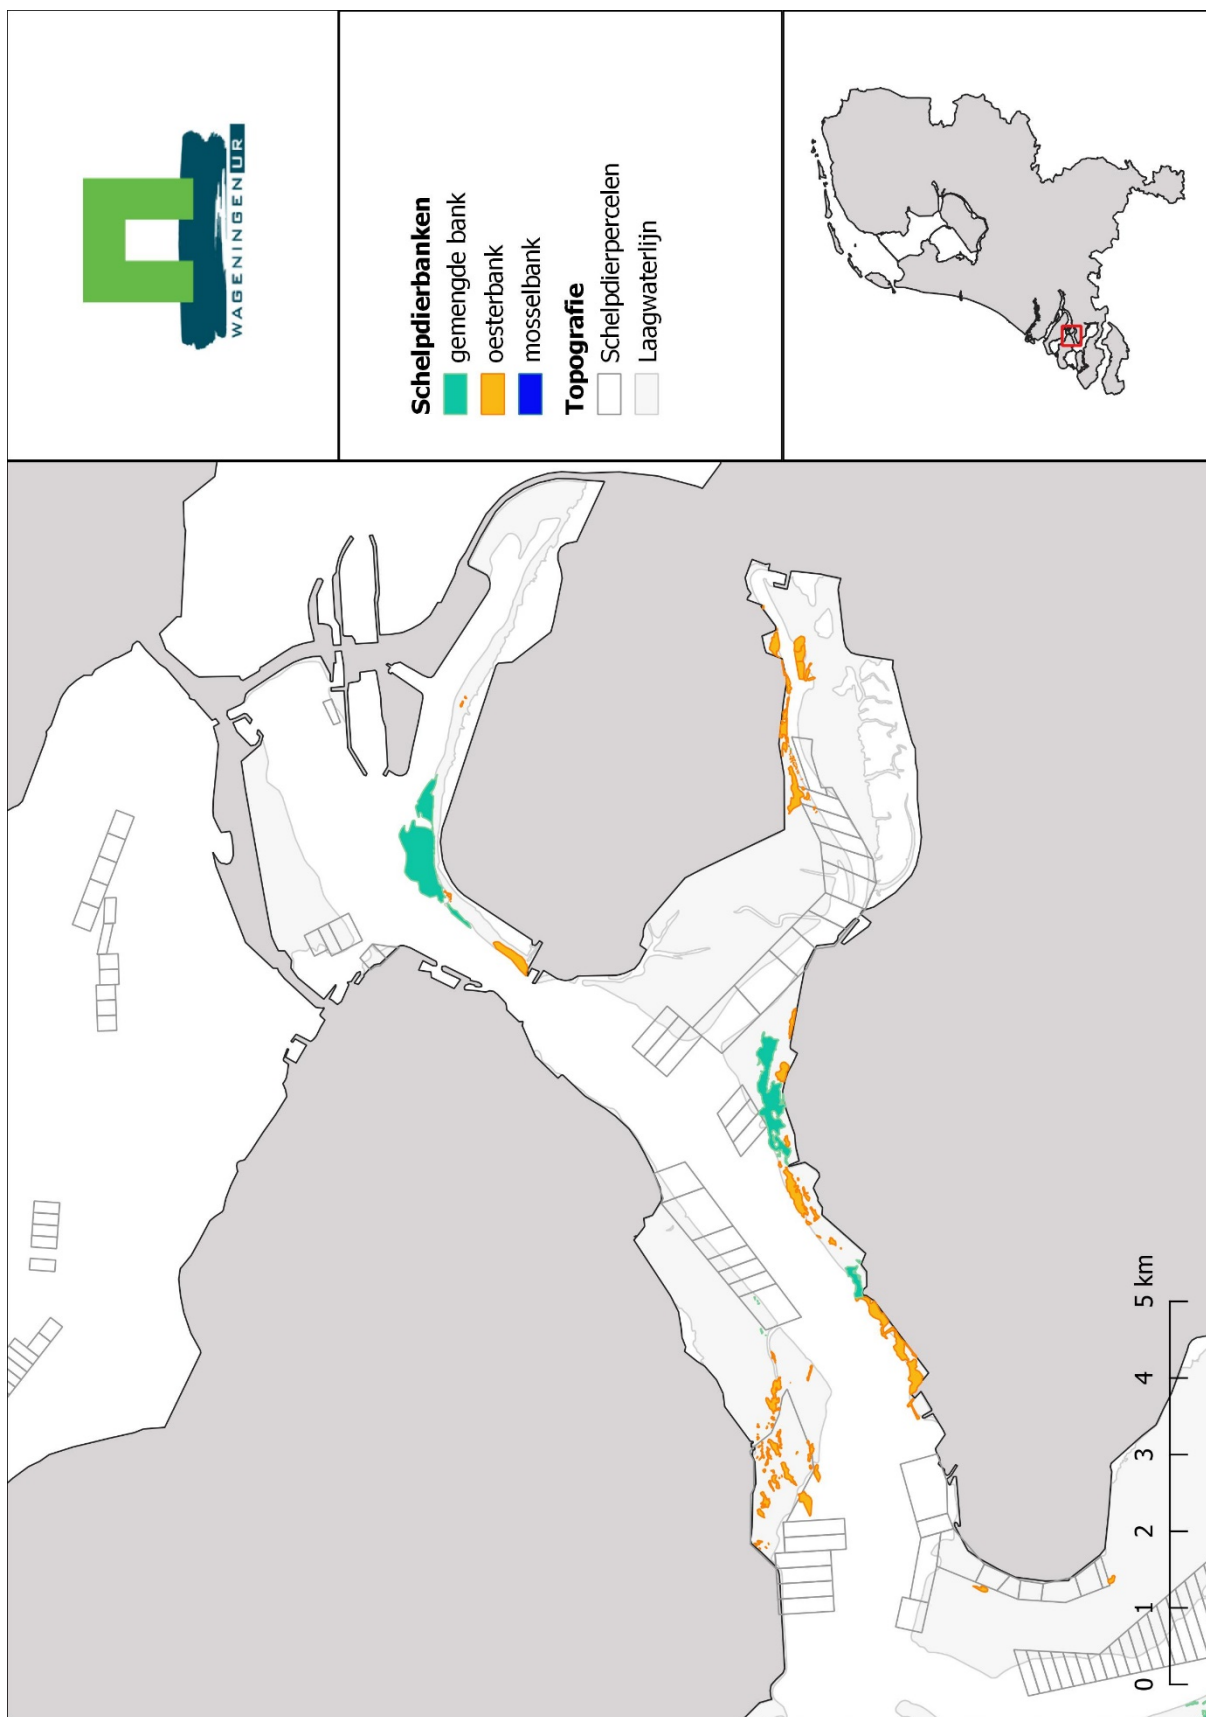 WAGENINGEN UR
Schelpdierbanken
gemengde bank
oesterbank
mosselbank
Topografie
Schelpdierpercelen
Laagwaterlijn
0 1 2 3 4 5 km